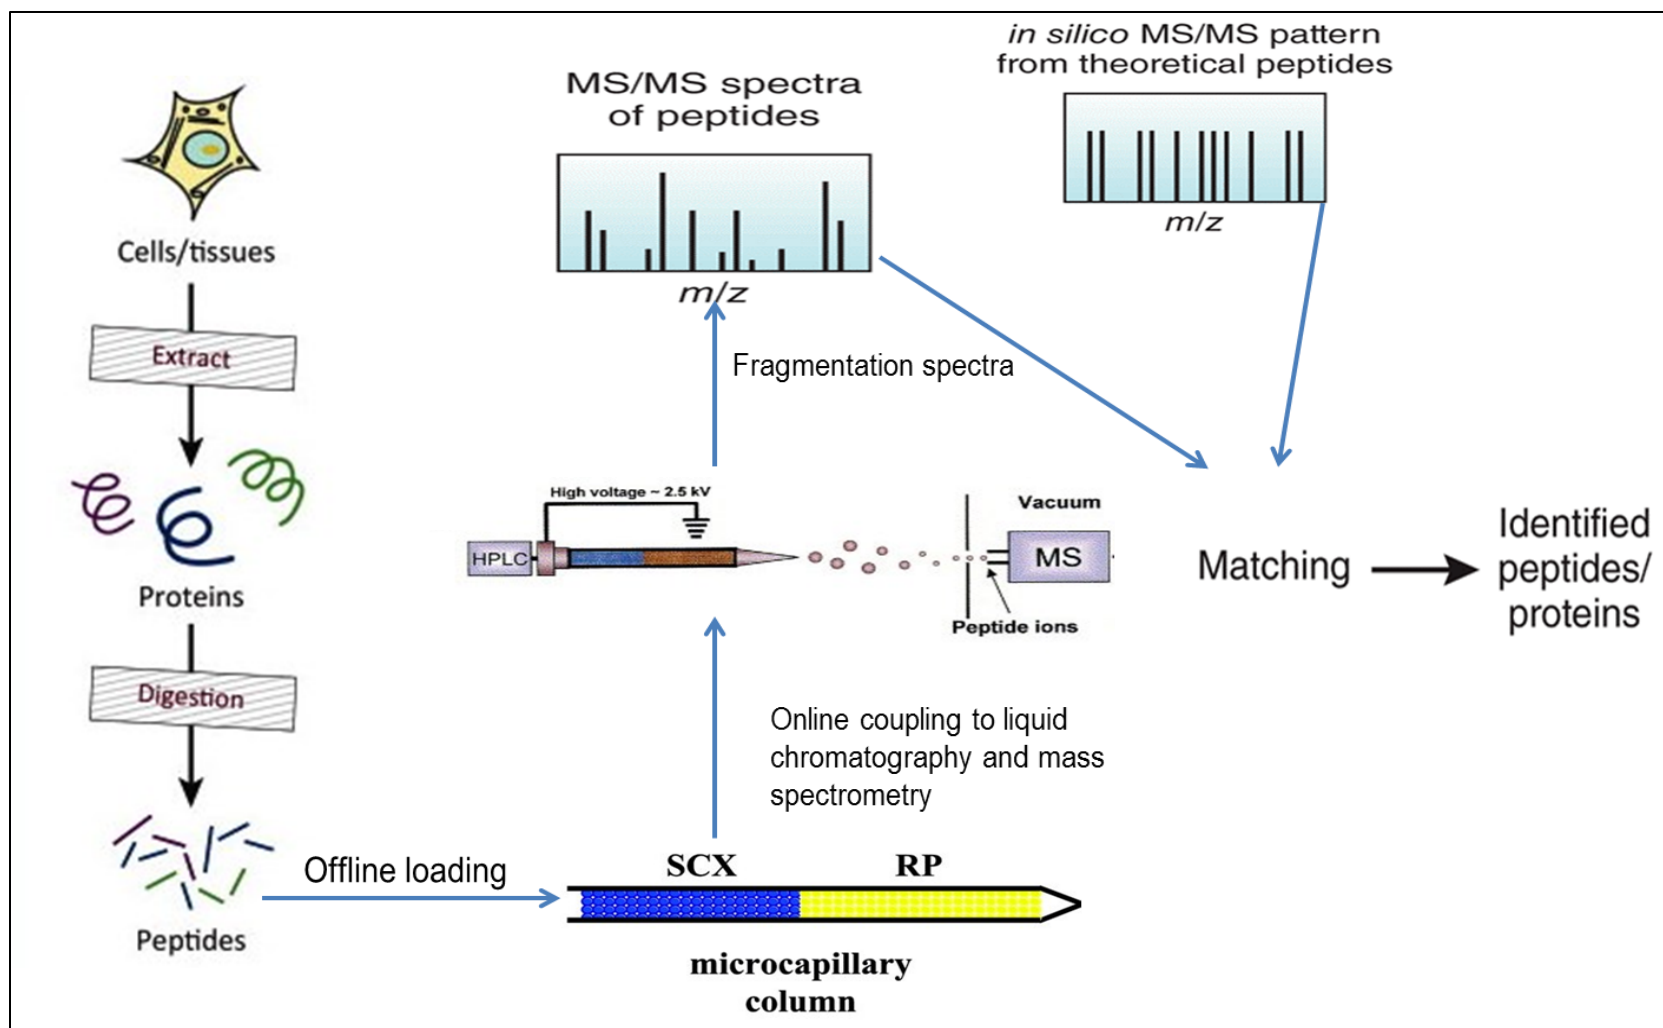 Cells/tissues
Extract
Proteins
Digestion
Peptides
Offline loading
SCX
RP
microcapillary
column
Online coupling to liquid
chromatography and mass
spectrometry
HPLC
High voltage ~ 2.5 kV
Vacuum
MS
Peptide ions
Fragmentation spectra
MS/MS spectra
of peptides
m/z
in silico MS/MS pattern
from theoretical peptides
m/z
Matching
Identified
peptides/
proteins